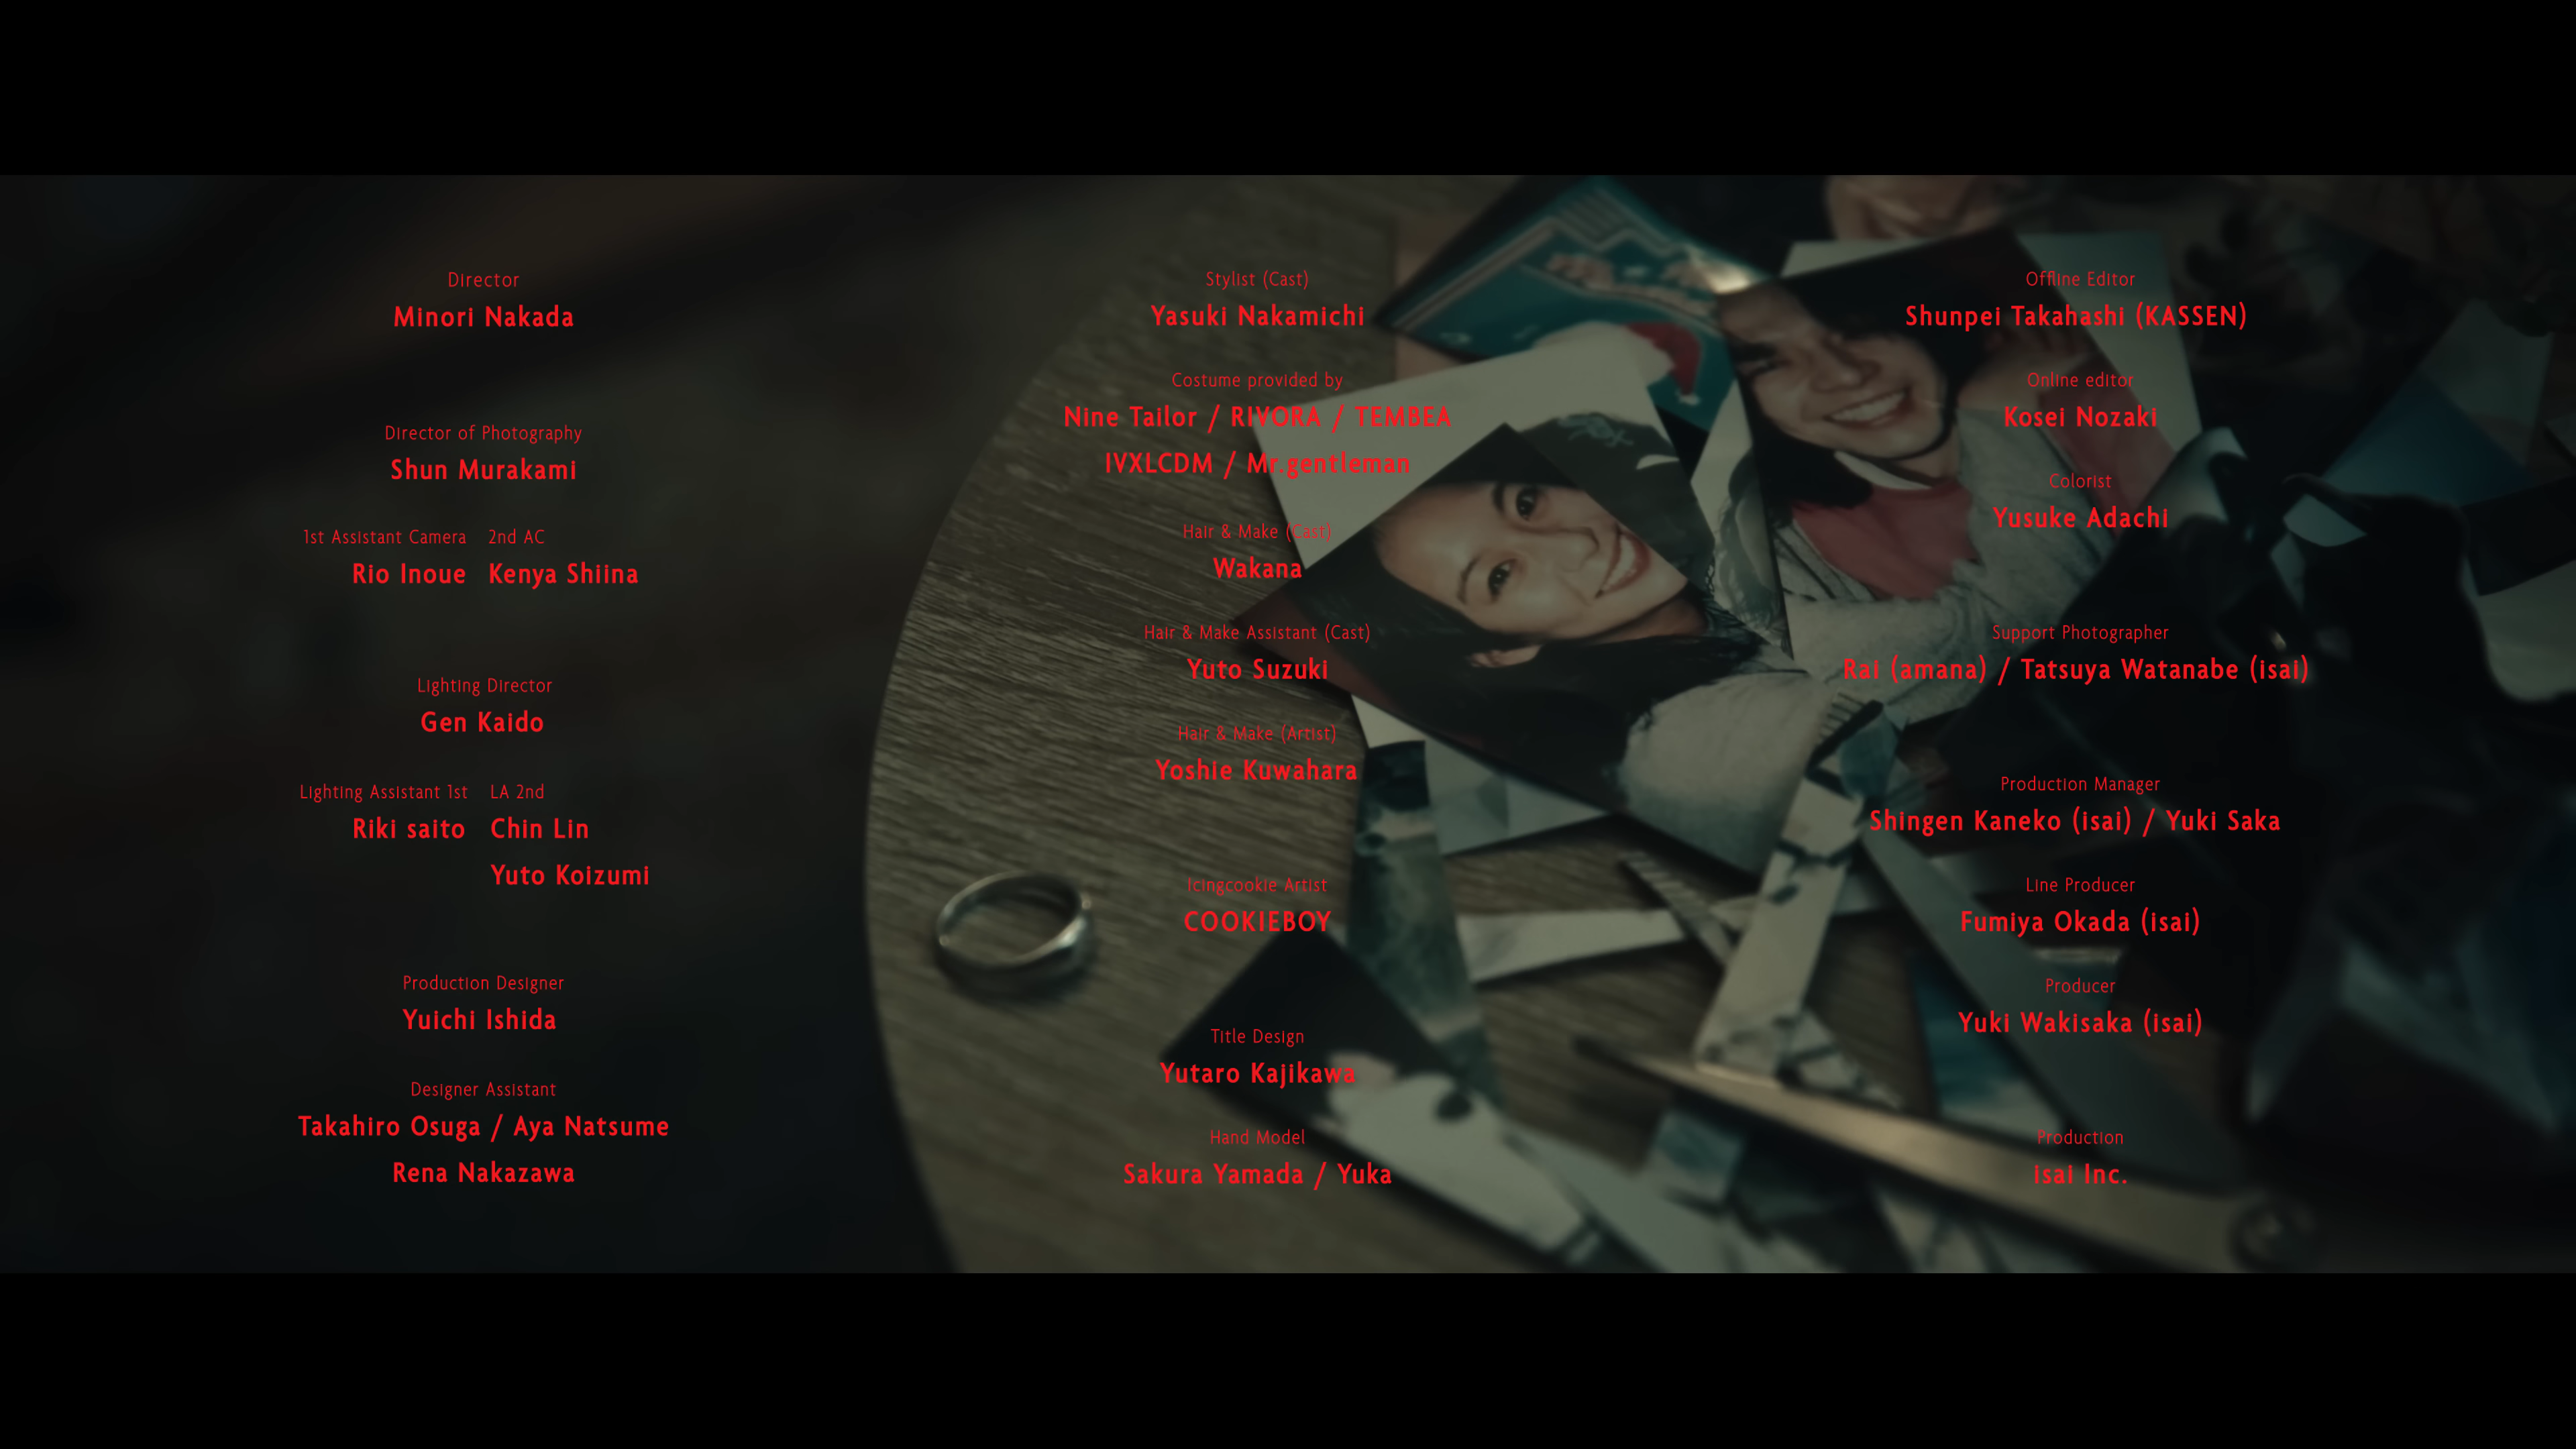 Director
Minori Nakada
Director of Photography
Shun Murakami
1st Assistant Camera 2nd AC
Rio Inoue Kenya Shiina
Lighting Director
Gen Kaido
Lighting Assistant 1st LA 2nd
Riki saito Chin Lin
Yuto Koizumi
Production Designer
Yuichi Ishida
Designer Assistant
Takahiro Osuga / Aya Natsume
Rena Nakazawa
Stylist (Cast)
Yasuki Nakamichi
Costume provided by
Nine Tailor / RIVORA / TEMBEA
IVXLCDM / Mr.gentleman
Hair & Make (Cast)
Wakana
Hair & Make Assistant (Cast)
Yuto Suzuki
Hair & Make (Artist)
Yoshie Kuwahara
Icingcookie Artist
COOKIEBOY
Title Design
Yutaro Kajikawa
Hand Model
Sakura Yamada / Yuka
Offline Editor
Shunpei Takahashi (KASSEN)
Online editor
Kosei Nozaki
Colorist
Yusuke Adachi
Support Photographer
Rai (amana) / Tatsuya Watanabe (isai)
Production Manager
Shingen Kaneko (isai) / Yuki Saka
Line Producer
Fumiya Okada (isai)
Producer
Yuki Wakisaka (isai)
Production
isai Inc.